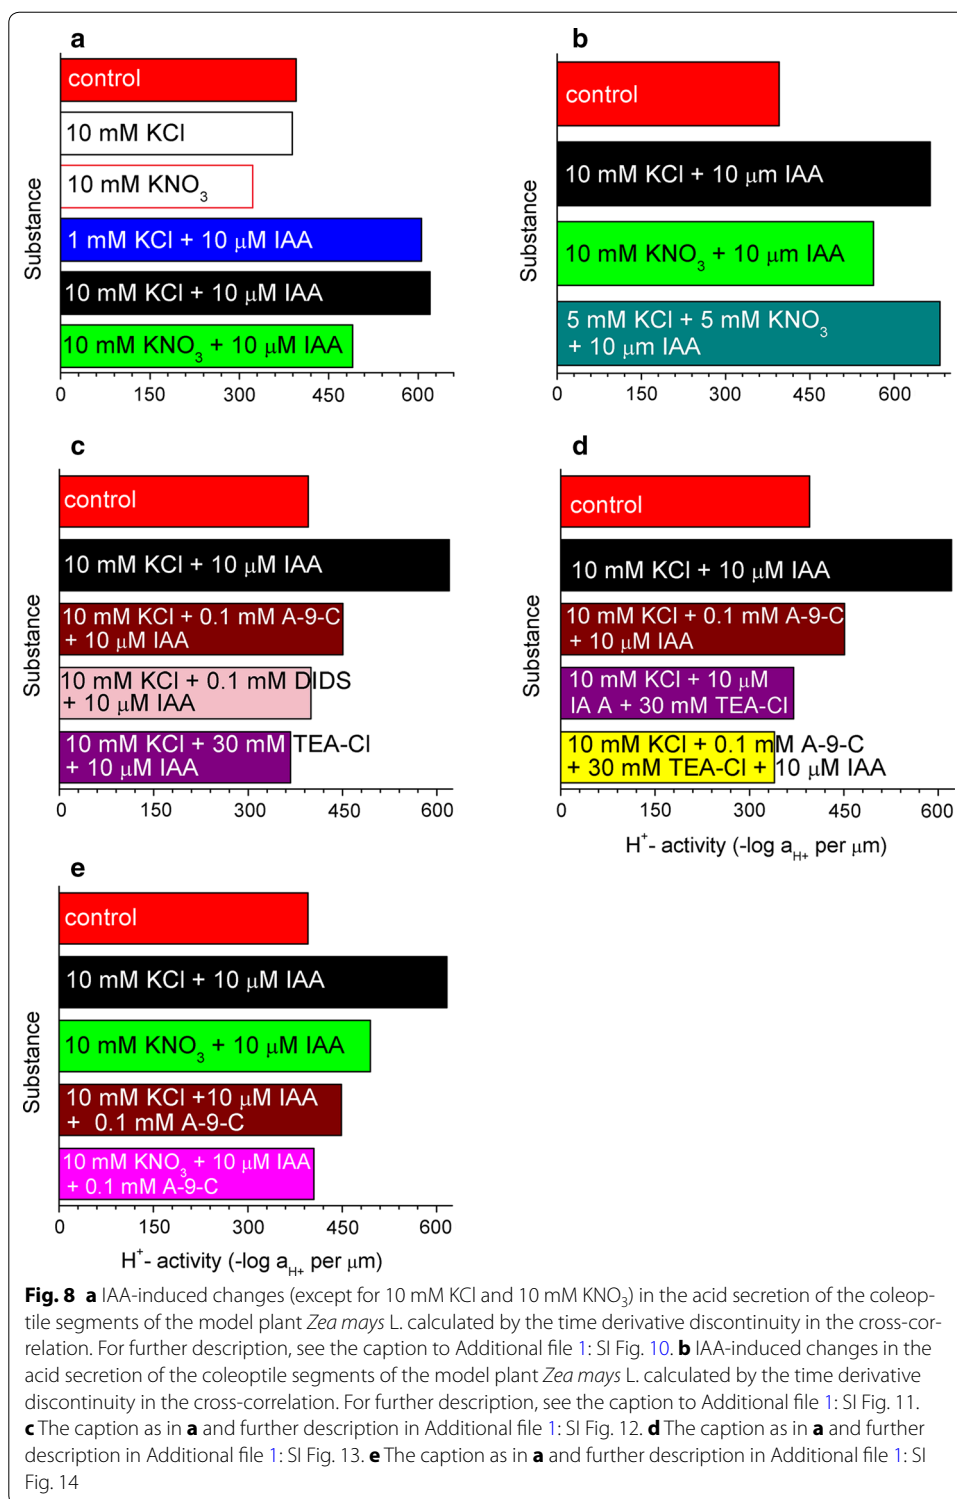 a
control
10 mM KCl
10 mM KNO3
1 mM KCl + 10 μM IAA
10 mM KCl + 10 μM IAA
10 mM KNO3 + 10 μM IAA
Substance
0 150 300 450 600
b
control
10 mM KCl + 10 μm IAA
10 mM KNO3 + 10 μm IAA
5 mM KCl + 5 mM KNO3
+ 10 μm IAA
Substance
0 150 300 450 600
c
control
10 mM KCl + 10 μM IAA
10 mM KCl + 0.1 mM A-9-C
+ 10 μM IAA
10 mM KCl + 0.1 mM DIDS
+ 10 μM IAA
10 mM KCl + 30 mM TEA-Cl
+ 10 μM IAA
Substance
0 150 300 450 600
d
control
10 mM KCl + 10 μM IAA
10 mM KCl + 0.1 mM A-9-C
+ 10 μM IAA
10 mM KCl + 10 μM
IA A + 30 mM TEA-Cl
10 mM KCl + 0.1 mM A-9-C
+ 30 mM TEA-Cl + 10 μM IAA
Substance
0 150 300 450 600
H+- activity (-log aH+ per μm)
e
control
10 mM KCl + 10 μM IAA
10 mM KNO3 + 10 μM IAA
10 mM KCl +10 μM IAA
+ 0.1 mM A-9-C
10 mM KNO3 + 10 μM IAA
+ 0.1 mM A-9-C
Substance
0 150 300 450 600
H+- activity (-log aH+ per μm)
Fig. 8 a IAA-induced changes (except for 10 mM KCl and 10 mM KNO3) in the acid secretion of the coleop-
tile segments of the model plant Zea mays L. calculated by the time derivative discontinuity in the cross-cor-
relation. For further description, see the caption to Additional file 1: SI Fig. 10. b IAA-induced changes in the
acid secretion of the coleoptile segments of the model plant Zea mays L. calculated by the time derivative
discontinuity in the cross-correlation. For further description, see the caption to Additional file 1: SI Fig. 11.
c The caption as in a and further description in Additional file 1: SI Fig. 12. d The caption as in a and further
description in Additional file 1: SI Fig. 13. e The caption as in a and further description in Additional file 1: SI
Fig. 14